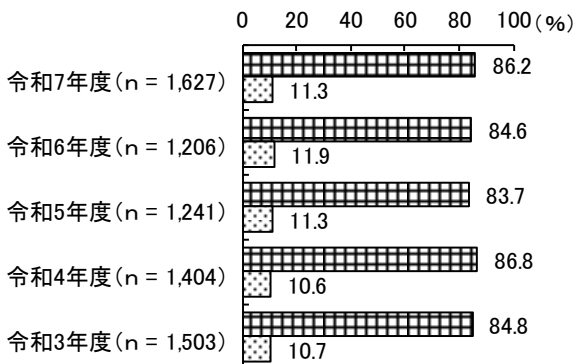 0 20 40 60 80 100(%)
令和7年度(n = 1,627) 86.2
11.3
令和6年度(n = 1,206) 84.6
11.9
令和5年度(n = 1,241) 83.7
11.3
令和4年度(n = 1,404) 86.8
10.6
令和3年度(n = 1,503) 84.8
10.7